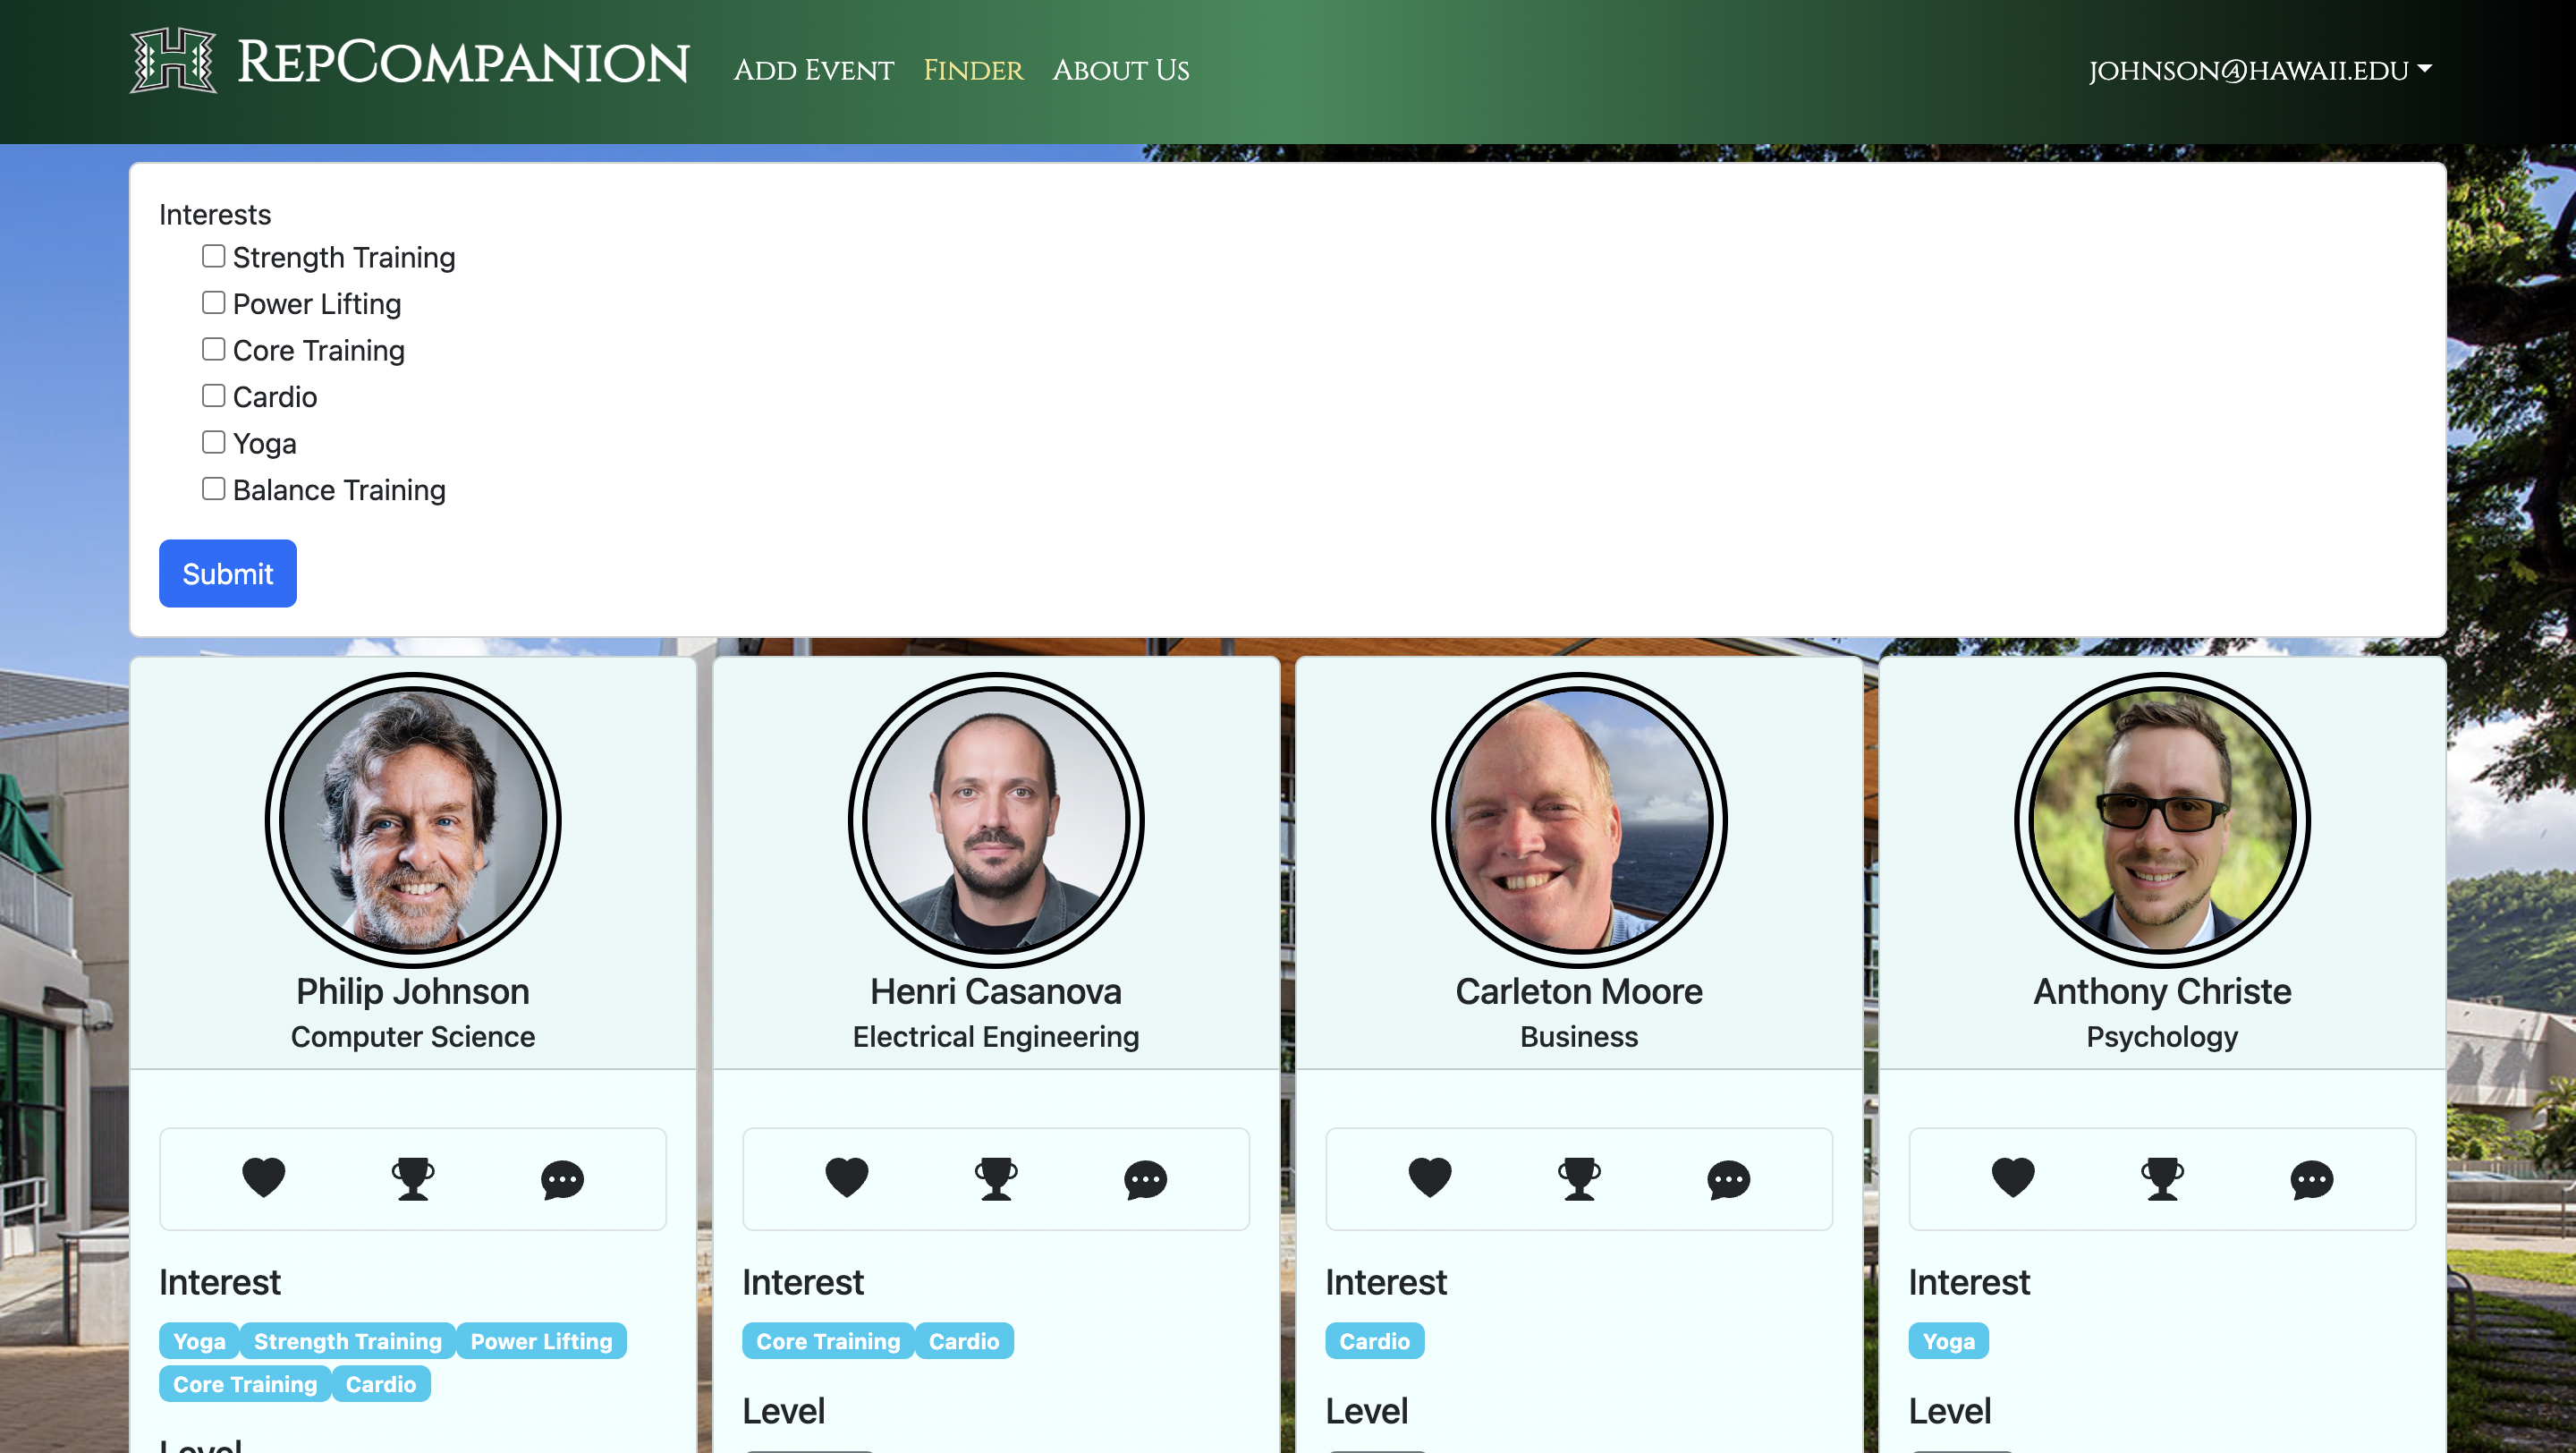 H RepCompanion Add Event Finder About Us johnson@hawaii.edu
Interests
Strength Training
Power Lifting
Core Training
Cardio
Yoga
Balance Training
Submit
Philip Johnson
Computer Science
Interest
Yoga Strength Training Power Lifting
Core Training Cardio
Level
Henri Casanova
Electrical Engineering
Interest
Core Training Cardio
Level
Carleton Moore
Business
Interest
Cardio
Level
Anthony Christe
Psychology
Interest
Yoga
Level